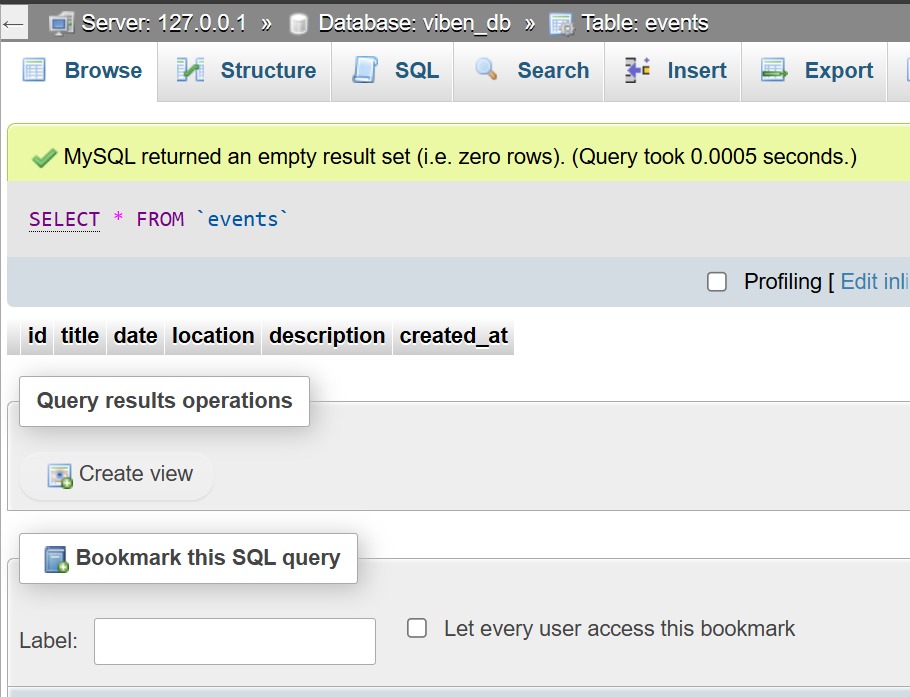 ← Server: 127.0.0.1 » Database: viben_db » Table: events
Browse Structure SQL Search Insert Export
MySQL returned an empty result set (i.e. zero rows). (Query took 0.0005 seconds.)
SELECT * FROM `events`
Profiling [ Edit inli
id title date location description created_at
Query results operations
Create view
Bookmark this SQL query
Label: Let every user access this bookmark